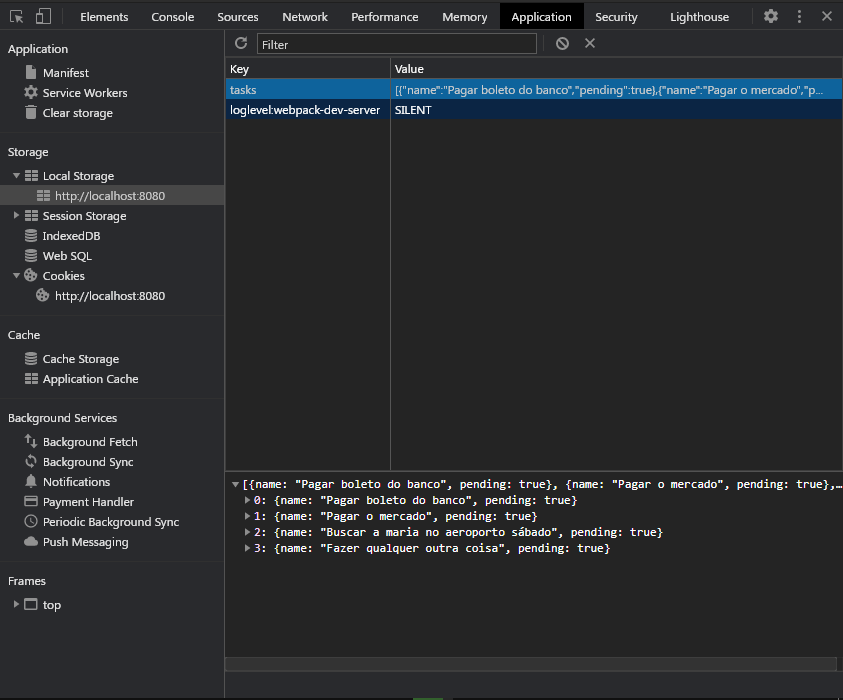 Elements Console Sources Network Performance Memory Application Security Lighthouse
Application
Manifest
Service Workers
Clear storage
Storage
Local Storage
http://localhost:8080
Session Storage
IndexedDB
Web SQL
Cookies
http://localhost:8080
Cache
Cache Storage
Application Cache
Background Services
Background Fetch
Background Sync
Notifications
Payment Handler
Periodic Background Sync
Push Messaging
Frames
top
Filter
Key Value
tasks [{"name":"Pagar boleto do banco","pending":true},{"name":"Pagar o mercado","p...
loglevel:webpack-dev-server SILENT
[{name: "Pagar boleto do banco", pending: true}, {name: "Pagar o mercado", pending: true},…
0: {name: "Pagar boleto do banco", pending: true}
1: {name: "Pagar o mercado", pending: true}
2: {name: "Buscar a maria no aeroporto sábado", pending: true}
3: {name: "Fazer qualquer outra coisa", pending: true}